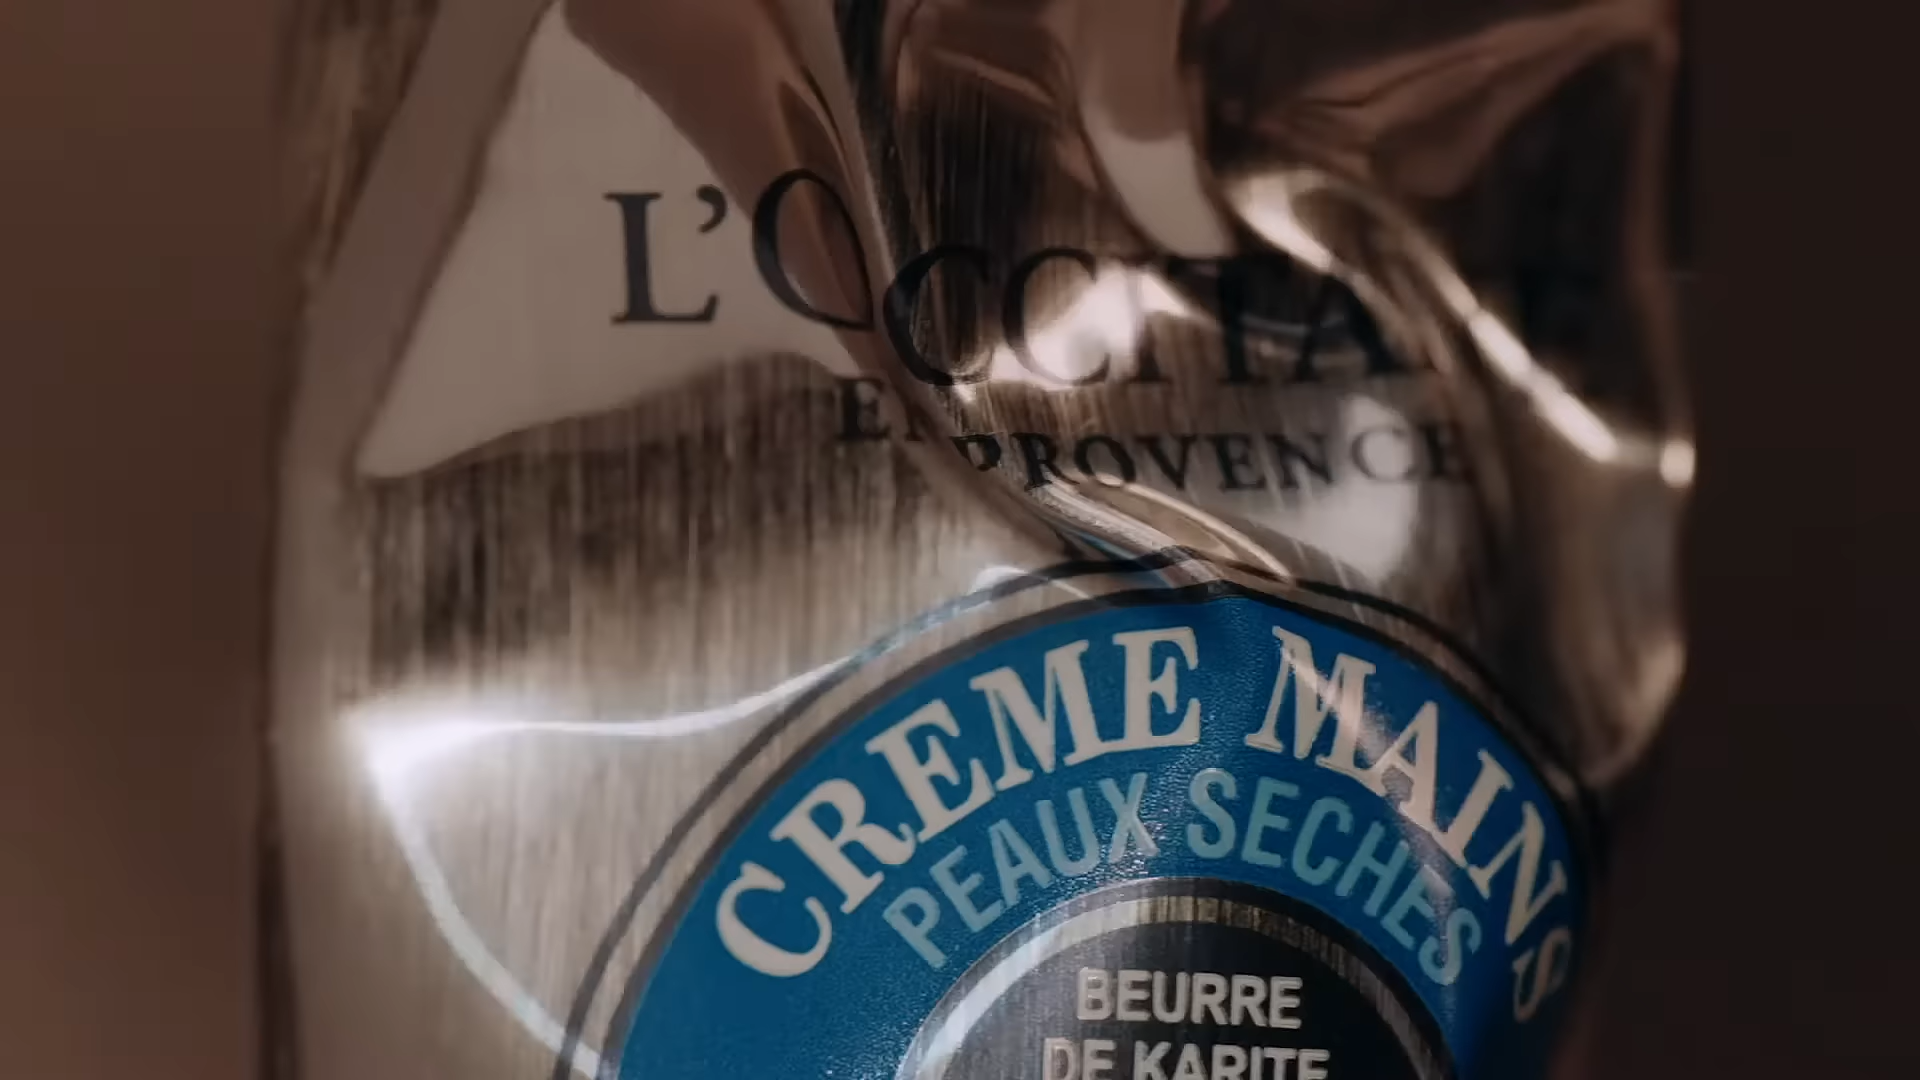 L'OCCITA
EN PROVENCE
CREME MAINS
PEAUX SECHES
BEURRE
DE KARITE